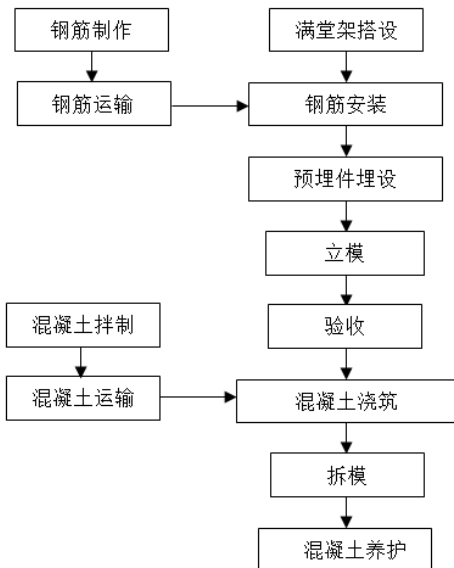 钢筋制作
满堂架搭设
钢筋运输
钢筋安装
预埋件埋设
立模
混凝土拌制
验收
混凝土运输
混凝土浇筑
拆模
混凝土养护